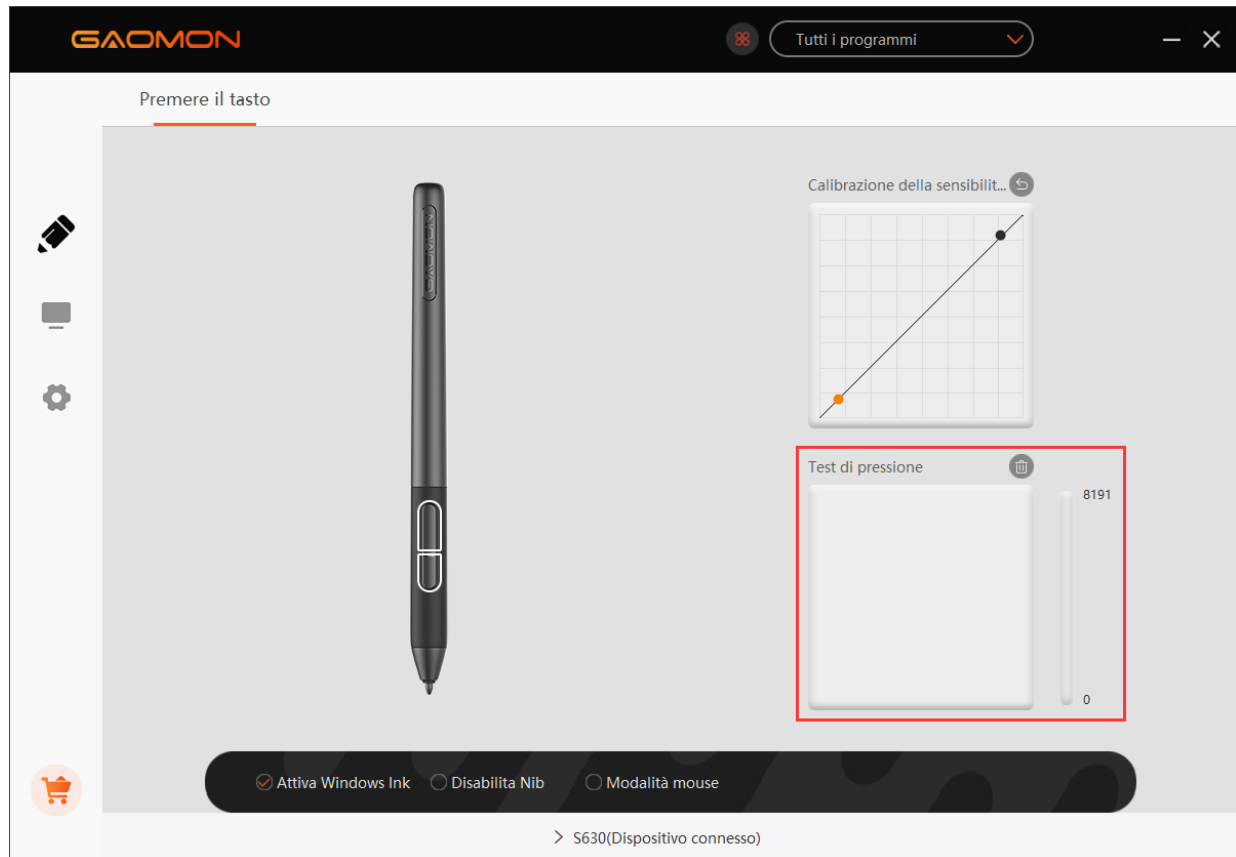 GAOMON
Tutti i programmi
Premere il tasto
Calibrazione della sensibilit...
GAOMON
Test di pressione
8191
0
Attiva Windows Ink
Disabilita Nib
Modalità mouse
> S630(Dispositivo connesso)